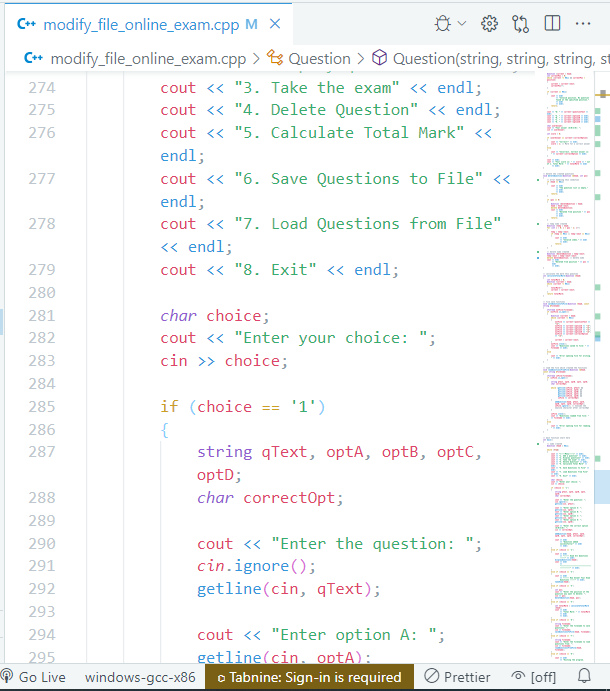 modify_file_online_exam.cpp M
modify_file_online_exam.cpp > Question > Question(string, string, string, st
274 cout << "3. Take the exam" << endl;
275 cout << "4. Delete Question" << endl;
276 cout << "5. Calculate Total Mark" <<
endl;
277 cout << "6. Save Questions to File" <<
endl;
278 cout << "7. Load Questions from File"
<< endl;
279 cout << "8. Exit" << endl;
280
281 char choice;
282 cout << "Enter your choice: ";
283 cin >> choice;
284
285 if (choice == '1')
286 {
287 string qText, optA, optB, optC,
optD;
288 char correctOpt;
289
290 cout << "Enter the question: ";
291 cin.ignore();
292 getline(cin, qText);
293
294 cout << "Enter option A: ";
295 getline(cin, optA);
Go Live windows-gcc-x86 Tabnine: Sign-in is required Prettier [off]